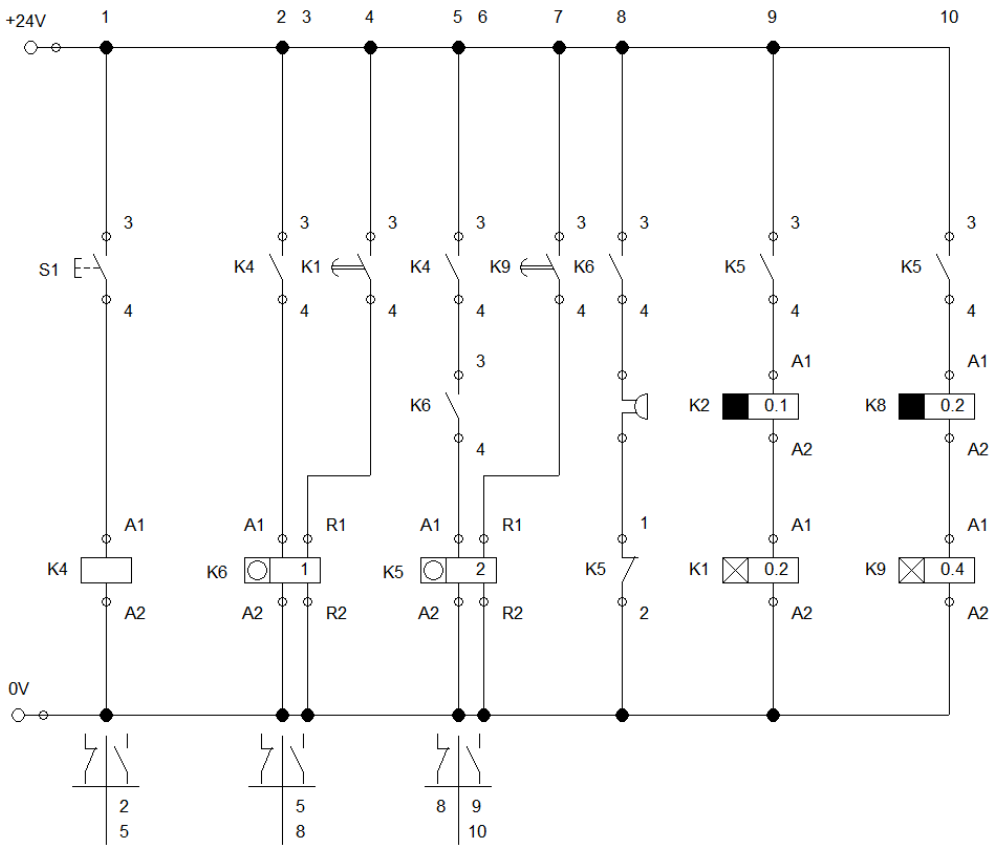 +24V 1 2 3 4 5 6 7 8 9 10
3 3 3 3 3 3 3 3
S1 K4 K1 K4 K9 K6 K5 K5
4 4 4 4 4 4 4 4
3 A1 A1
K6 K2 0.1 K8 0.2
4 A2 A2
A1 A1 R1 A1 R1 1 A1 A1
K4 K6 1 K5 2 K5 K1 0.2 K9 0.4
A2 A2 R2 A2 R2 2 A2 A2
0V
2 5 8 9
5 8 10